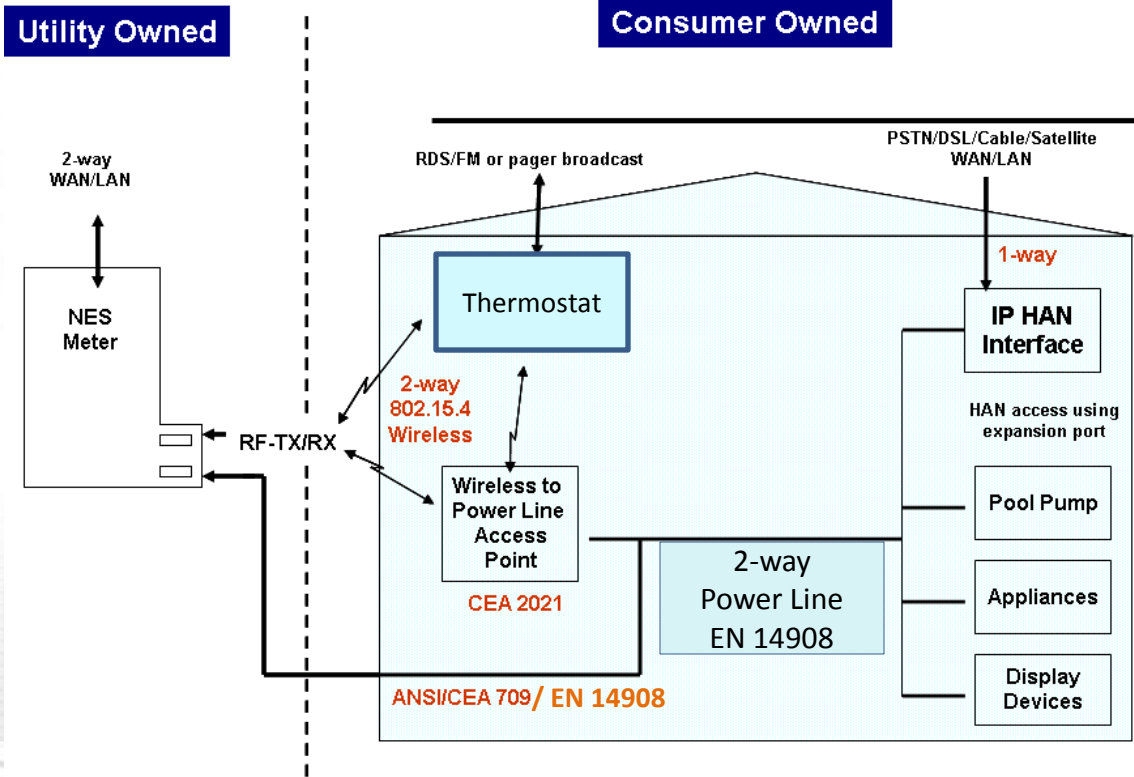 Utility Owned
Consumer Owned
2-way
WAN/LAN
RDS/FM or pager broadcast
PSTN/DSL/Cable/Satellite
WAN/LAN
1-way
NES
Meter
Thermostat
IP HAN
Interface
2-way
802.15.4
Wireless
HAN access using
expansion port
RF-TX/RX
Wireless to
Power Line
Access
Point
Pool Pump
2-way
Power Line
EN 14908
CEA 2021
Appliances
Display
Devices
ANSI/CEA 709/ EN 14908